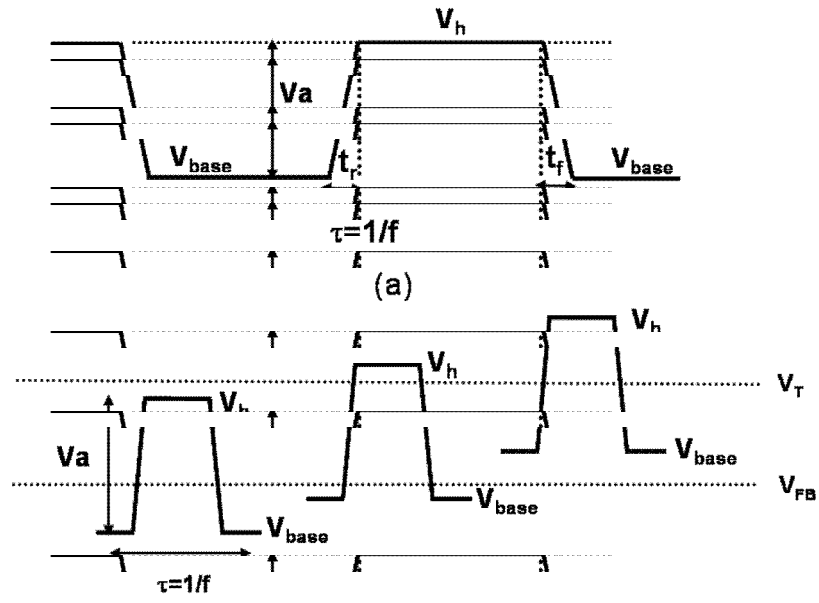 Vh
Va
Vbase
tr
tf
Vbase
τ=1/f
(a)
Vh
Vh
VT
Vh
Va
Vbase
Vbase
VFB
Vbase
τ=1/f